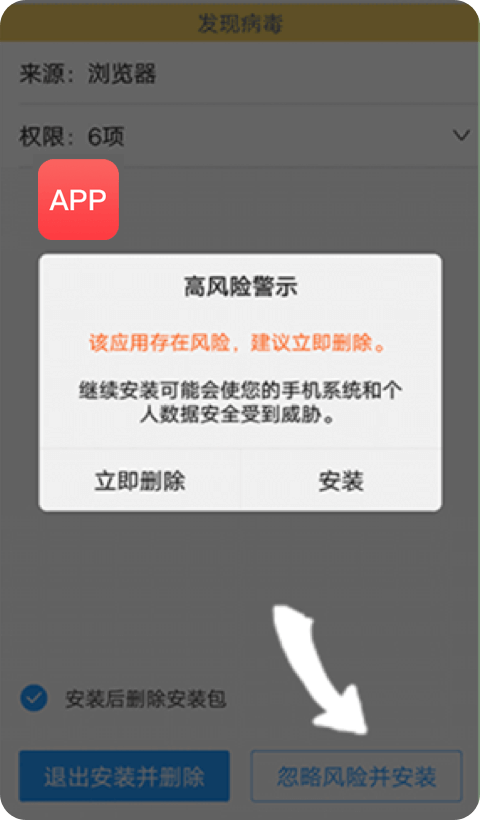 发现病毒
来源：浏览器
权限：6项
APP
高风险警示
该应用存在风险，建议立即删除。
继续安装可能会使您的手机系统和个
人数据安全受到威胁。
立即删除
安装
安装后删除安装包
退出安装并删除
忽略风险并安装